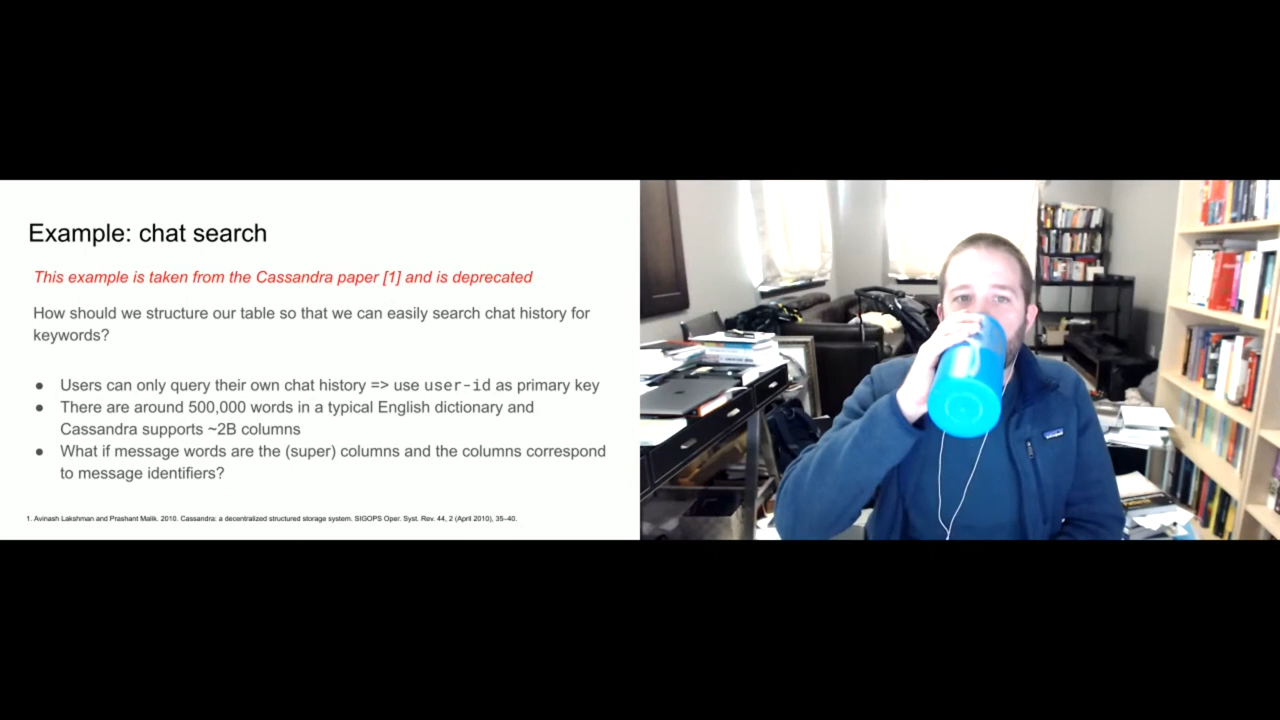 Example: chat search
This example is taken from the Cassandra paper [1] and is deprecated
How should we structure our table so that we can easily search chat history for
keywords?
● Users can only query their own chat history => use user-id as primary key
● There are around 500,000 words in a typical English dictionary and
Cassandra supports ~2B columns
● What if message words are the (super) columns and the columns correspond
to message identifiers?
1. Avinash Lakshman and Prashant Malik. 2010. Cassandra: a decentralized structured storage system. SIGOPS Oper. Syst. Rev. 44, 2 (April 2010), 35–40.